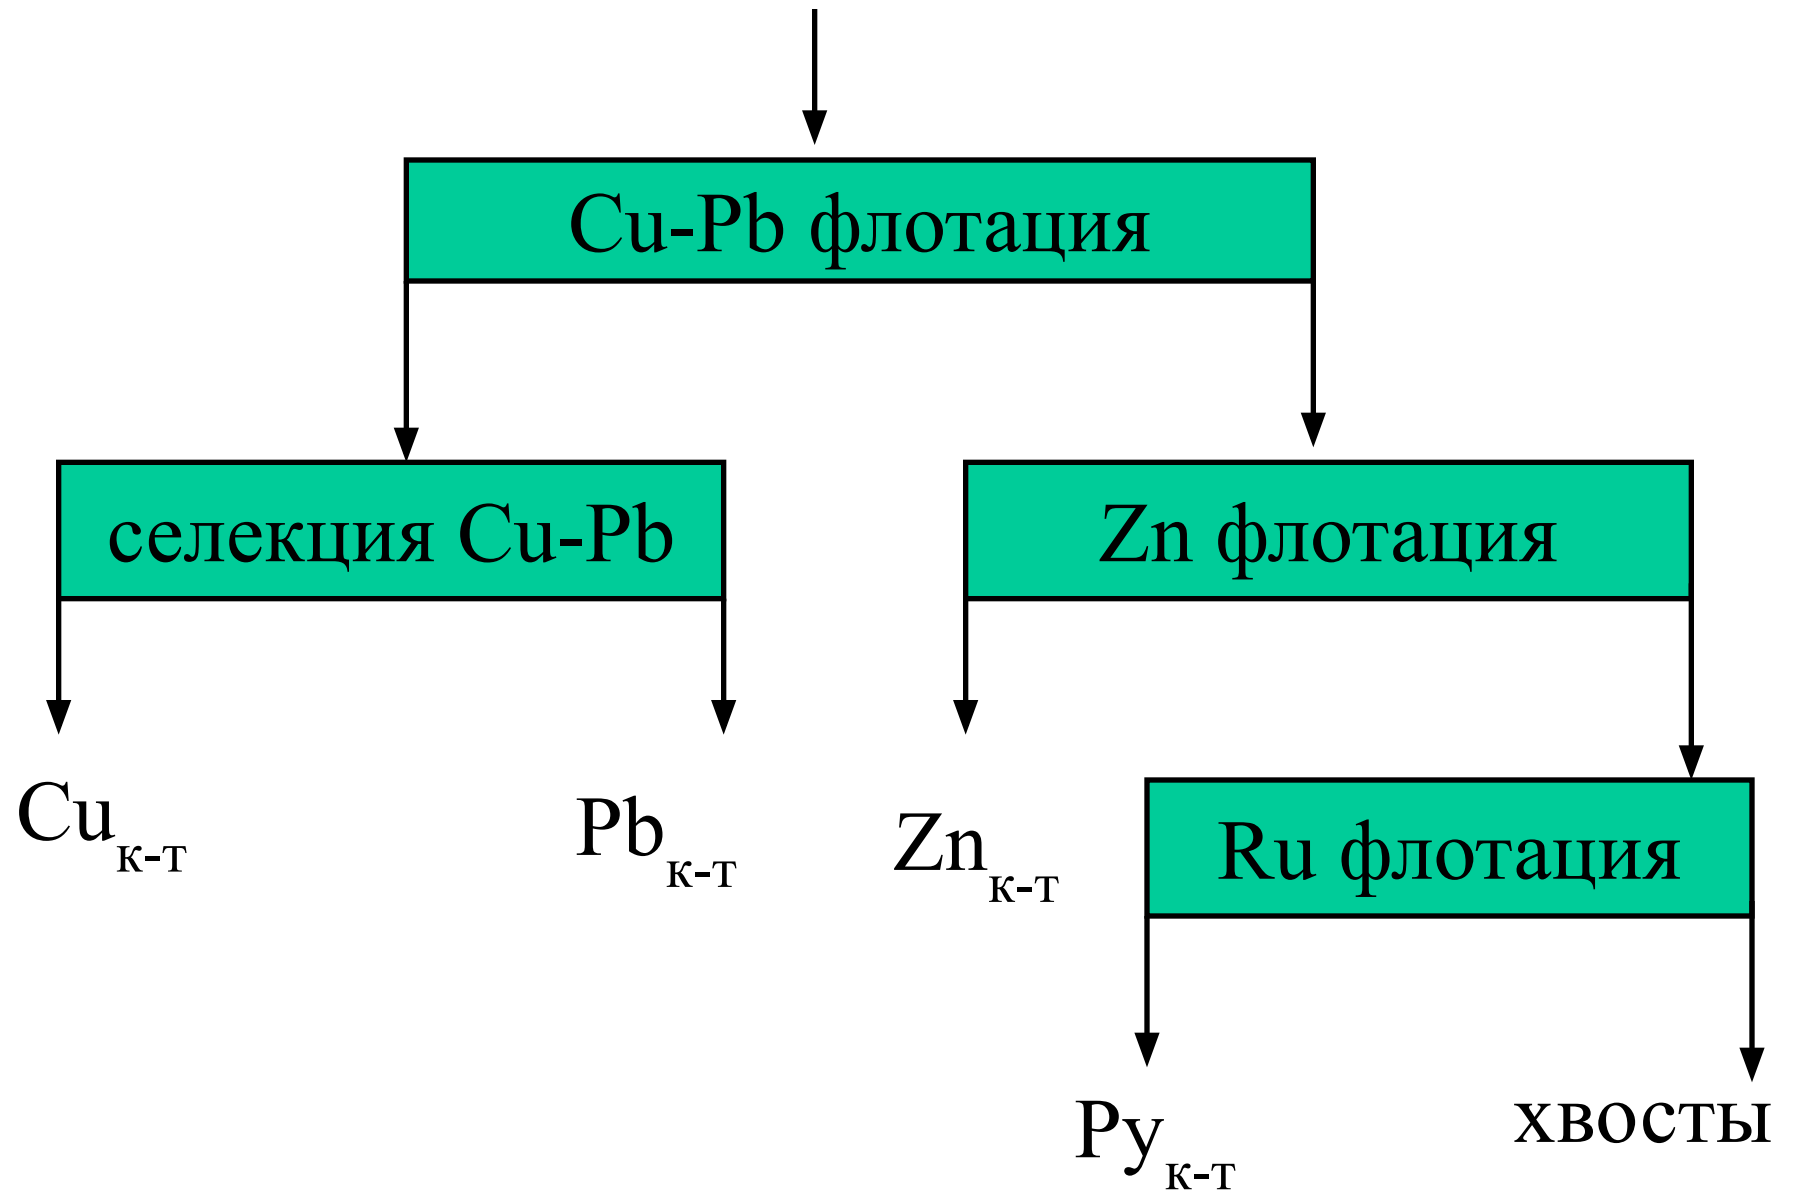 Cu-Pb флотация
селекция Cu-Pb
Zn флотация
Cuк-т
Pbк-т
Znк-т
Ru флотация
Pyк-т
хвосты